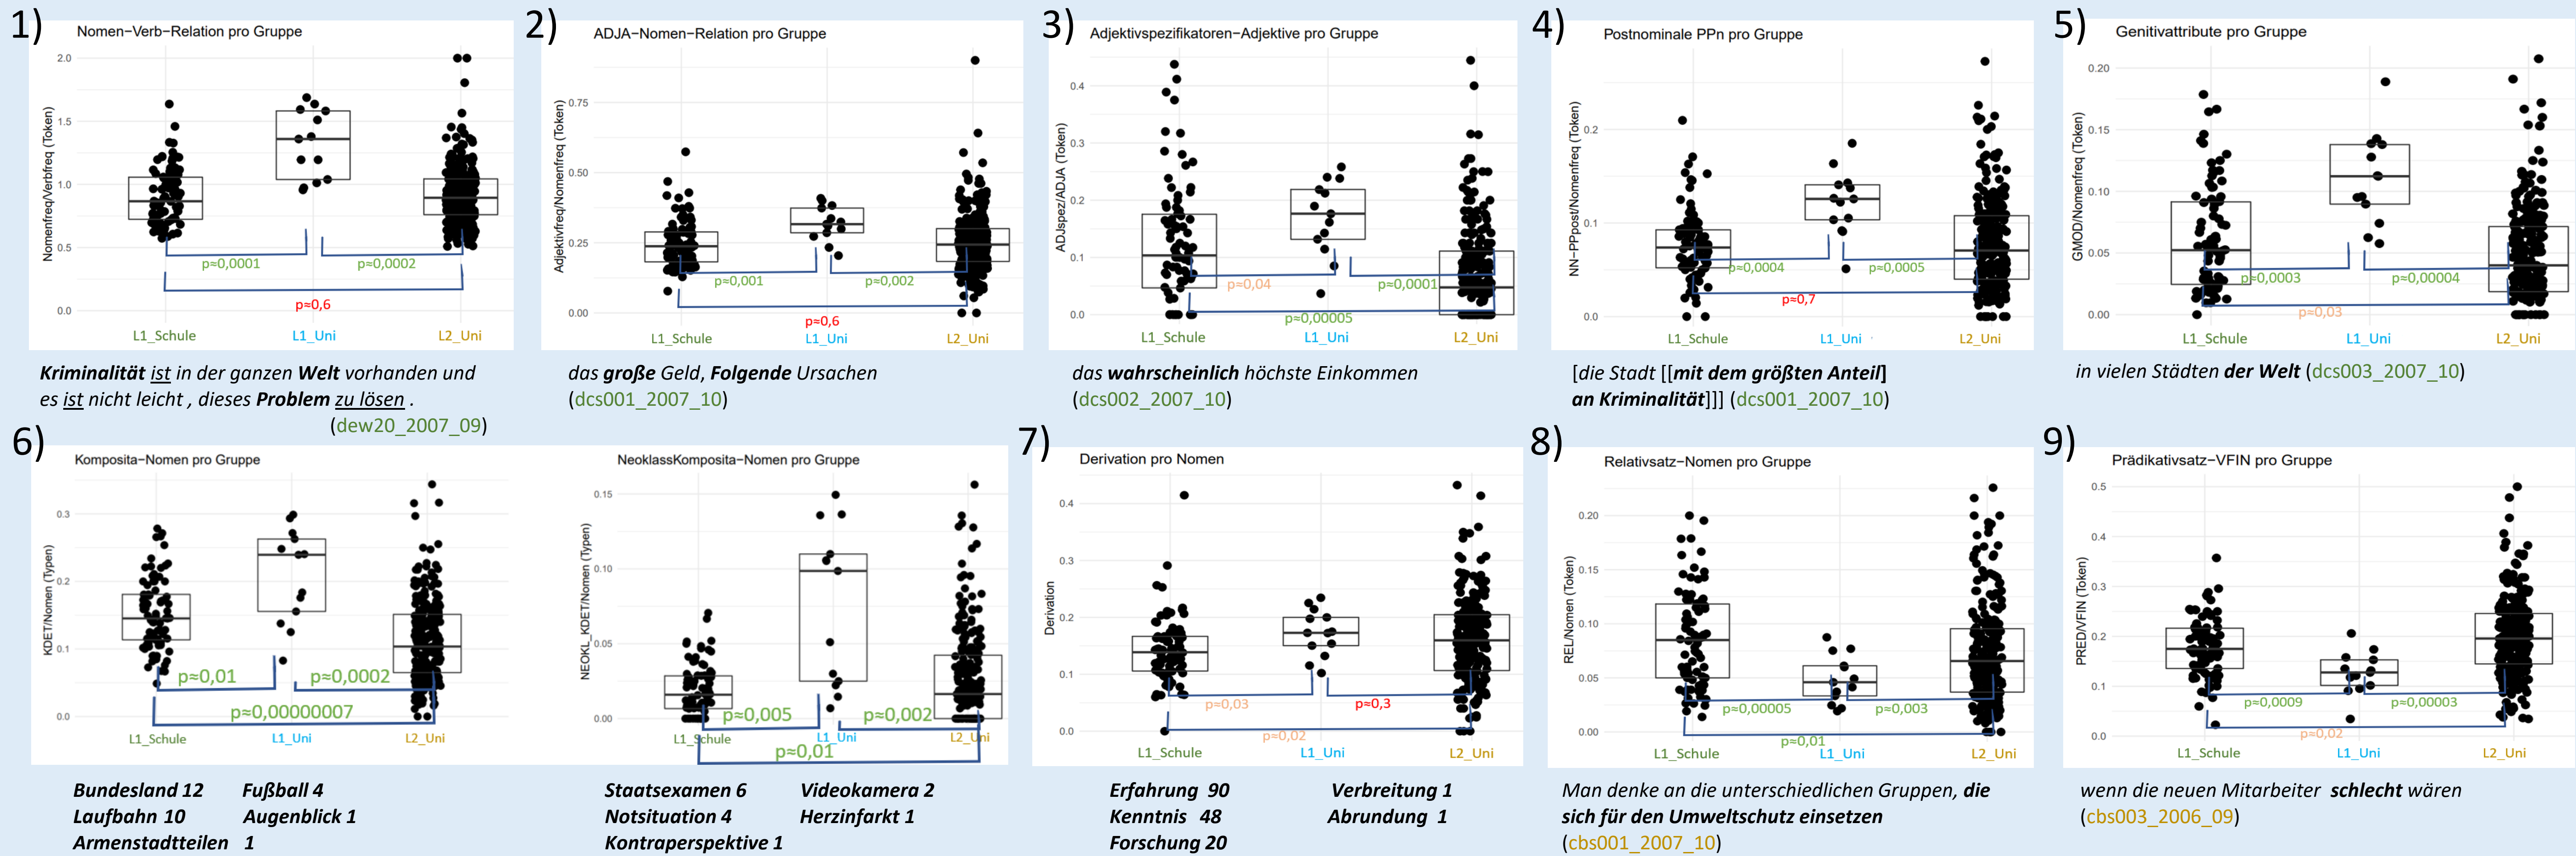 1)
Nomen−Verb−Relation pro Gruppe
Nomenfreq/Verbfreq (Token)
2.0
1.5
1.0
0.5
0.0
p≈0,0001
p≈0,0002
p≈0,6
L1_Schule
L1_Uni
L2_Uni
Kriminalität ist in der ganzen Welt vorhanden und
es ist nicht leicht , dieses Problem zu lösen .
(dew20_2007_09)
2)
ADJA−Nomen−Relation pro Gruppe
Adjektivfreq/Nomenfreq (Token)
0.75
0.50
0.25
0.00
p≈0,001
p≈0,002
p≈0,6
L1_Schule
L1_Uni
L2_Uni
das große Geld, Folgende Ursachen
(dcs001_2007_10)
3)
Adjektivspezifikatoren−Adjektive pro Gruppe
ADJspez/ADJA (Token)
0.4
0.3
0.2
0.1
0.0
p≈0,04
p≈0,0001
p≈0,00005
L1_Schule
L1_Uni
L2_Uni
das wahrscheinlich höchste Einkommen
(dcs002_2007_10)
4)
Postnominale PPn pro Gruppe
NN−PPpost/Nomenfreq (Token)
0.2
0.1
0.0
p≈0,0004
p≈0,0005
p≈0,7
L1_Schule
L1_Uni
L2_Uni
[die Stadt [[mit dem größten Anteil]
an Kriminalität]]] (dcs001_2007_10)
5)
Genitivattribute pro Gruppe
GMOD/Nomenfreq (Token)
0.20
0.15
0.10
0.05
0.00
p≈0,0003
p≈0,00004
p≈0,03
L1_Schule
L1_Uni
L2_Uni
in vielen Städten der Welt (dcs003_2007_10)
6)
Komposita−Nomen pro Gruppe
KDET/Nomen (Typen)
0.3
0.2
0.1
0.0
p≈0,01
p≈0,0002
p≈0,00000007
L1_Schule
L1_Uni
L2_Uni
Bundesland 12 Fußball 4
Laufbahn 10 Augenblick 1
Armenstadtteilen 1
NeoklassKomposita−Nomen pro Gruppe
NEOKL_KDET/Nomen (Typen)
0.15
0.10
0.05
0.00
p≈0,005
p≈0,002
L1_Schule
L1_Uni
L2_Uni
p≈0,01
Staatsexamen 6 Videokamera 2
Notsituation 4 Herzinfarkt 1
Kontraperspektive 1
7)
Derivation pro Nomen
Derivation
0.4
0.3
0.2
0.1
0.0
p≈0,03
p≈0,3
p≈0,02
L1_Schule
L1_Uni
L2_Uni
Erfahrung 90 Verbreitung 1
Kenntnis 48 Abrundung 1
Forschung 20
8)
Relativsatz−Nomen pro Gruppe
REL/Nomen (Token)
0.20
0.15
0.10
0.05
0.00
p≈0,00005
p≈0,003
p≈0,01
L1_Schule
L1_Uni
L2_Uni
Man denke an die unterschiedlichen Gruppen, die
sich für den Umweltschutz einsetzen
(cbs001_2007_10)
9)
Prädikativsatz−VFIN pro Gruppe
PRED/VFIN (Token)
0.5
0.4
0.3
0.2
0.1
0.0
p≈0,0009
p≈0,00003
p≈0,02
L1_Schule
L1_Uni
L2_Uni
wenn die neuen Mitarbeiter schlecht wären
(cbs003_2006_09)